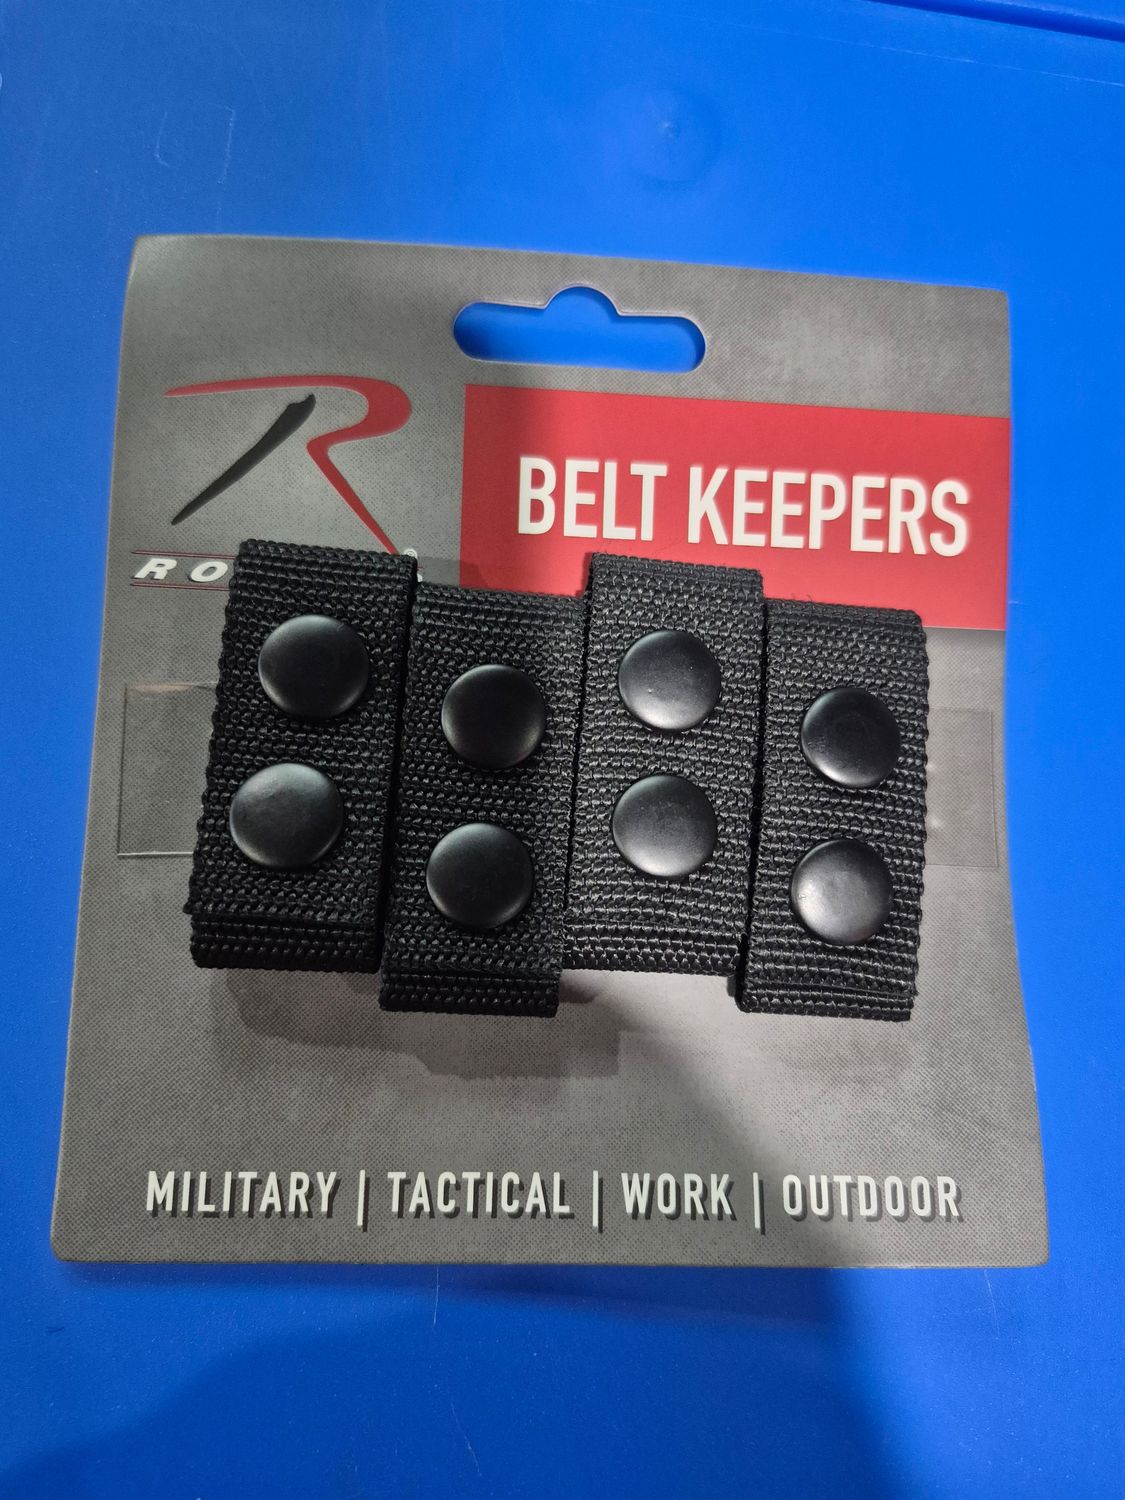 BELT KEEPERS
MILITARY | TACTICAL | WORK | OUTDOOR